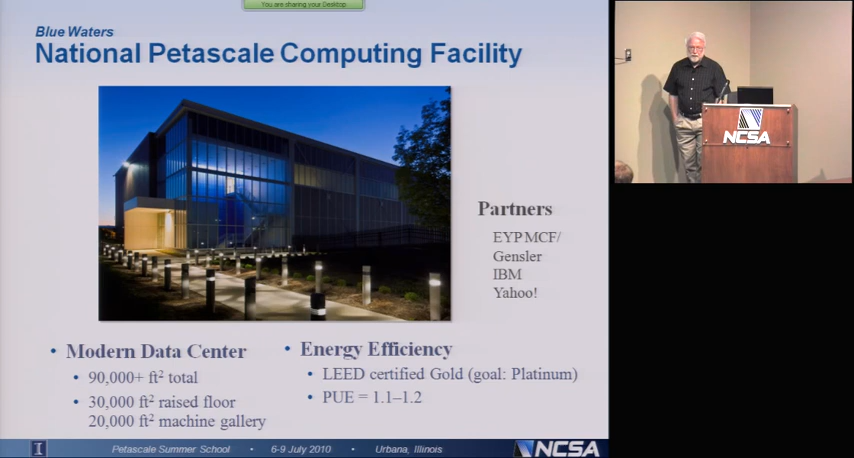 You are sharing your Desktop
Blue Waters
National Petascale Computing Facility
Partners
EYP MCF/
Gensler
IBM
Yahoo!
• Modern Data Center
• 90,000+ ft² total
• 30,000 ft² raised floor
20,000 ft² machine gallery
• Energy Efficiency
• LEED certified Gold (goal: Platinum)
• PUE = 1.1–1.2
I
Petascale Summer School • 6-9 July 2010 • Urbana, Illinois
NCSA
NCSA